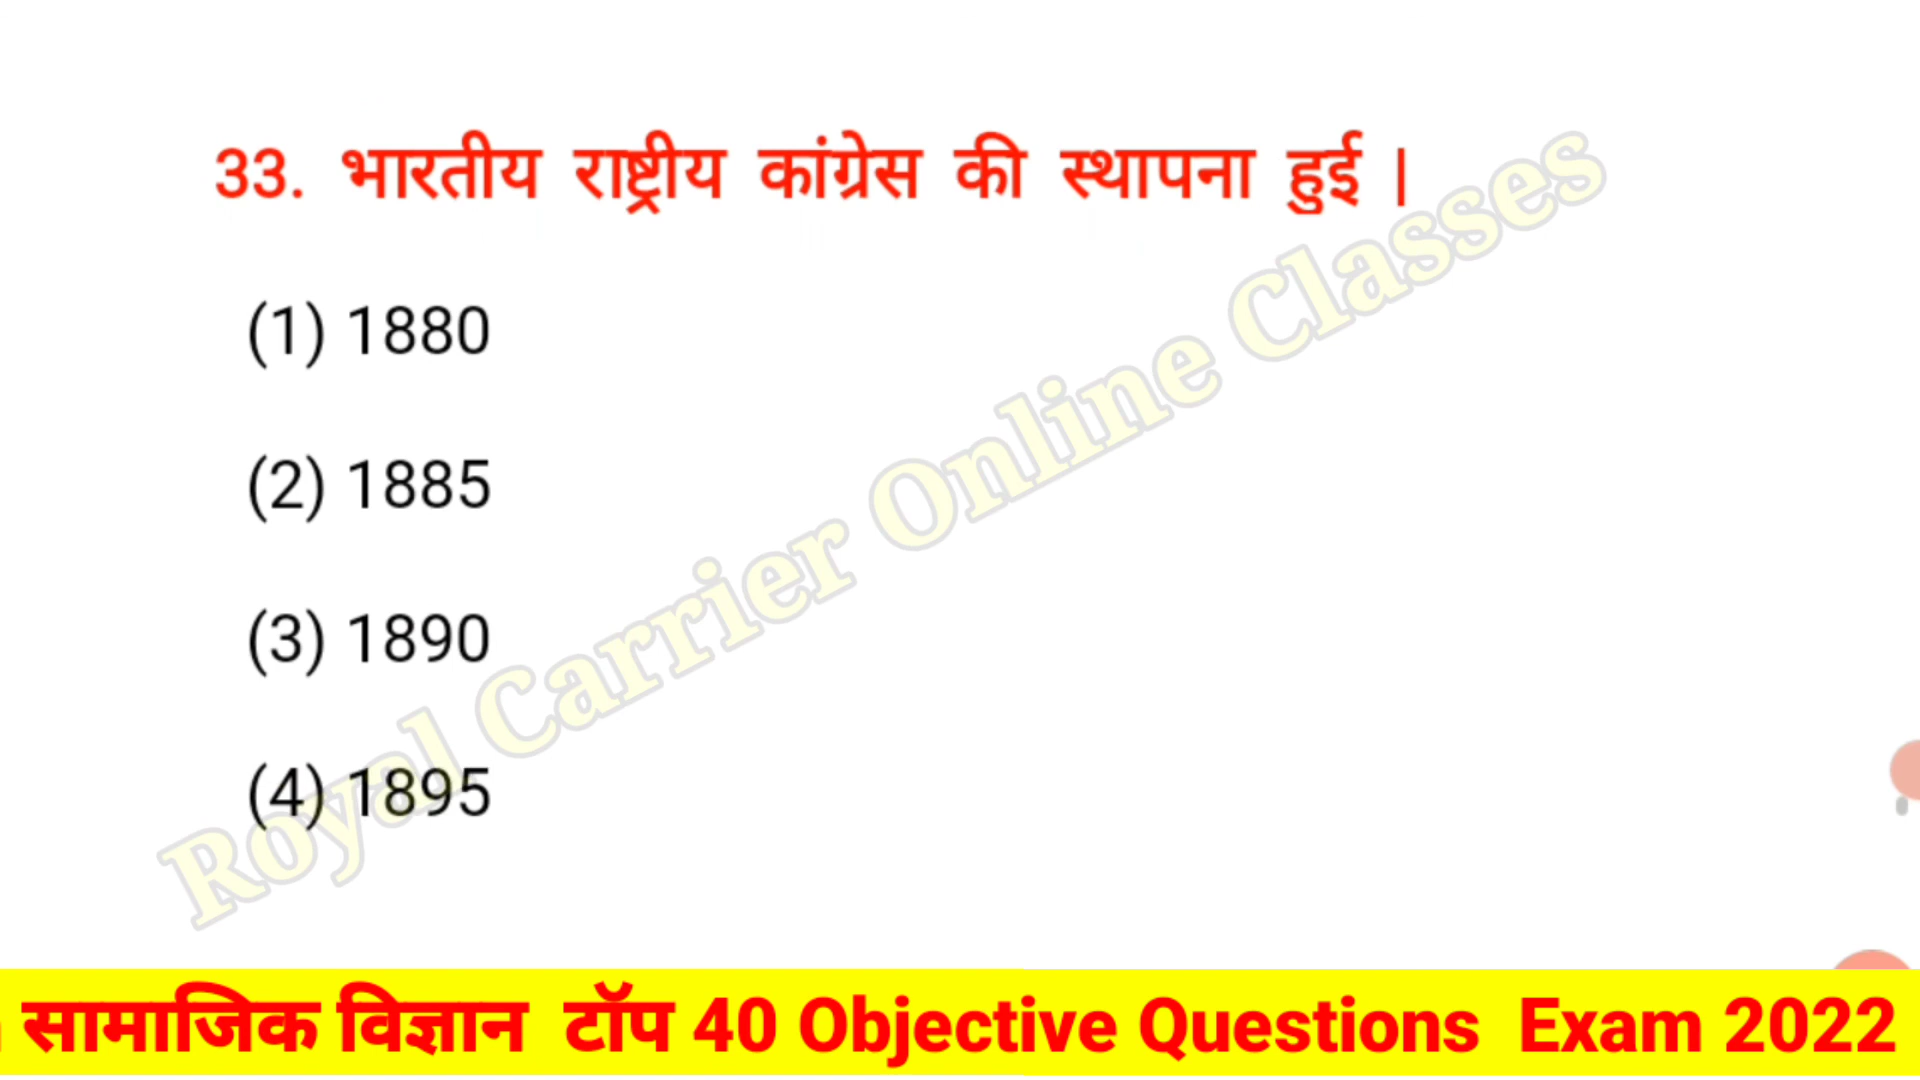 33. भारतीय राष्ट्रीय कांग्रेस की स्थापना हुई |
(1) 1880
(2) 1885
(3) 1890
(4) 1895
Royal Carrier Online Classes
सामाजिक विज्ञान टॉप 40 Objective Questions Exam 2022